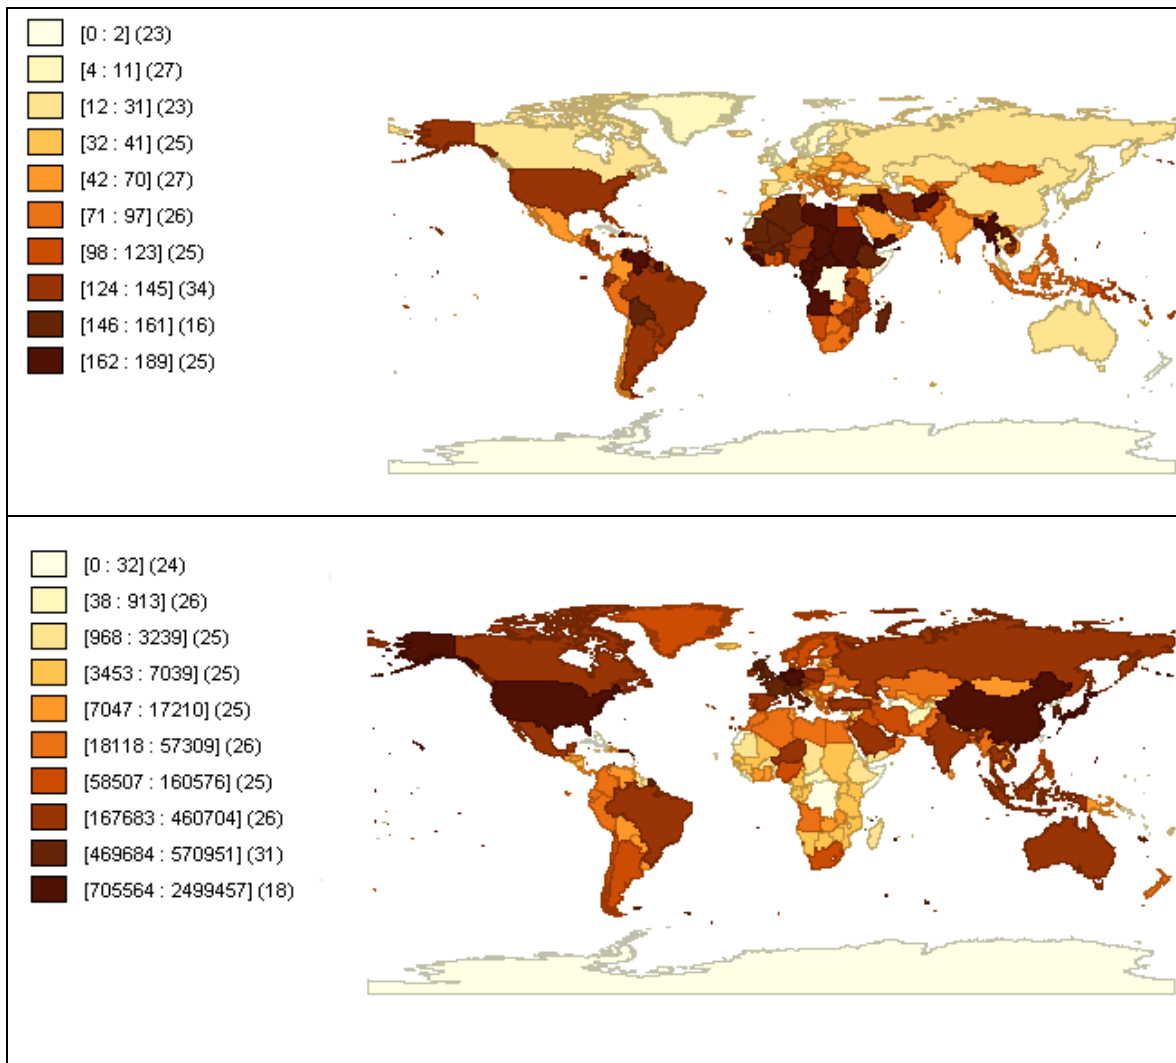 [0 : 2] (23)
[4 : 11] (27)
[12 : 31] (23)
[32 : 41] (25)
[42 : 70] (27)
[71 : 97] (26)
[98 : 123] (25)
[124 : 145] (34)
[146 : 161] (16)
[162 : 189] (25)
[0 : 32] (24)
[38 : 913] (26)
[968 : 3239] (25)
[3453 : 7039] (25)
[7047 : 17210] (25)
[18118 : 57309] (26)
[58507 : 160576] (25)
[167683 : 460704] (26)
[469684 : 570951] (31)
[705564 : 2499457] (18)